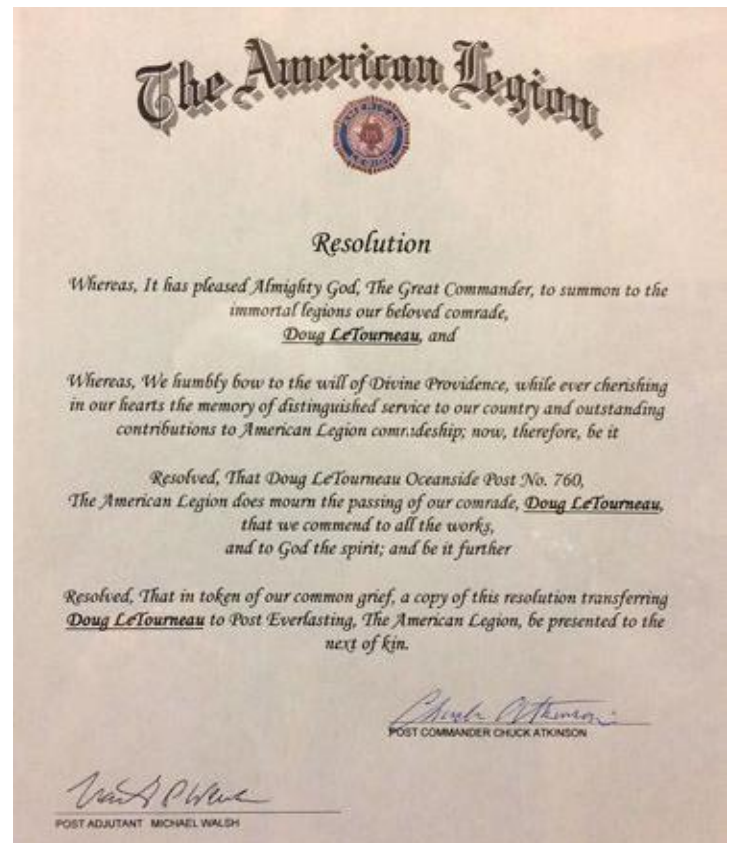 The American Legion
AMERICAN
LEGION
Resolution
Whereas, It has pleased Almighty God, The Great Commander, to summon to the
immortal legions our beloved comrade,
Doug LeTourneau, and
Whereas, We humbly bow to the will of Divine Providence, while ever cherishing
in our hearts the memory of distinguished service to our country and outstanding
contributions to American Legion comradeship; now, therefore, be it
Resolved, That Doug LeTourneau Oceanside Post No. 760,
The American Legion does mourn the passing of our comrade, Doug LeTourneau,
that we commend to all the works,
and to God the spirit; and be it further
Resolved, That in token of our common grief, a copy of this resolution transferring
Doug LeTourneau to Post Everlasting, The American Legion, be presented to the
next of kin.
Chuck Atkinson
POST COMMANDER CHUCK ATKINSON
POST ADJUTANT MICHAEL WALSH